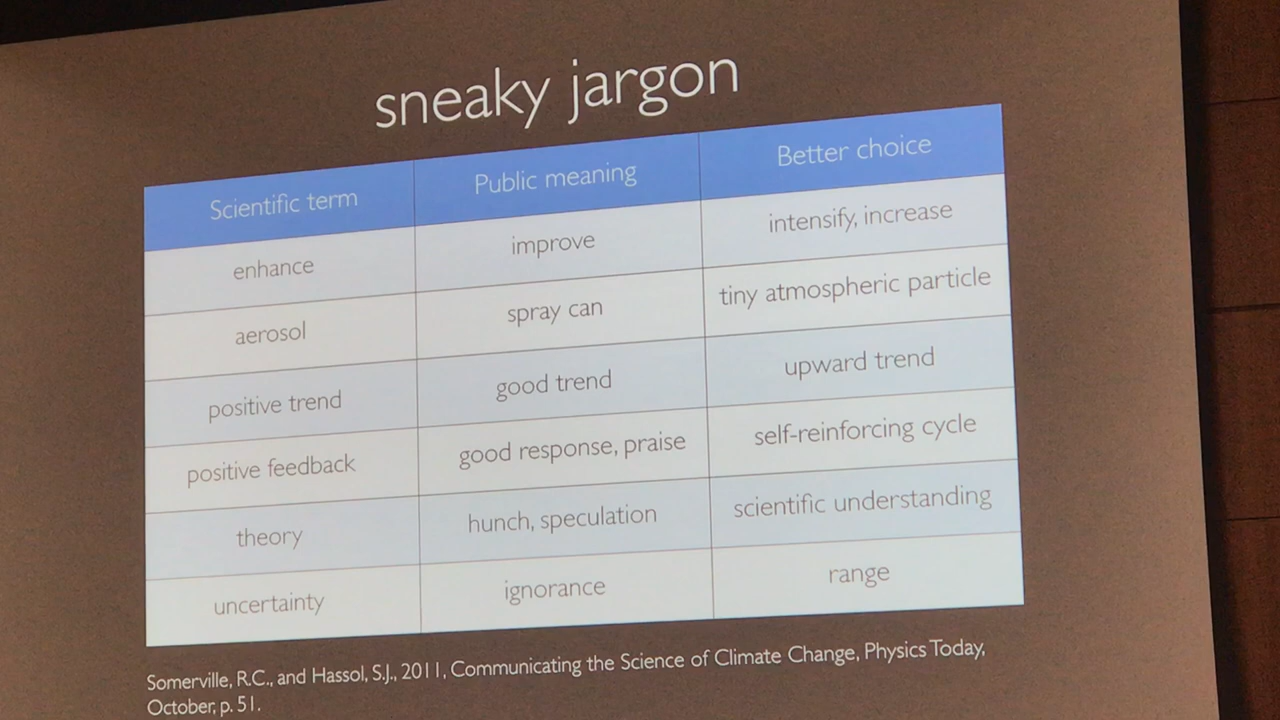 sneaky jargon
Scientific term Public meaning Better choice
enhance improve intensify, increase
aerosol spray can tiny atmospheric particle
positive trend good trend upward trend
positive feedback good response, praise self-reinforcing cycle
theory hunch, speculation scientific understanding
uncertainty ignorance range
Somerville, R.C., and Hassol, S.J., 2011, Communicating the Science of Climate Change, Physics Today,
October, p. 51.